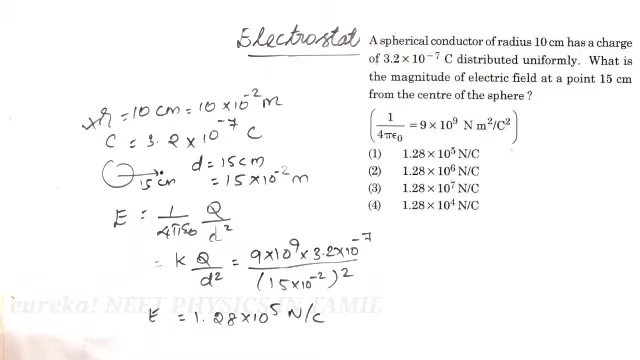 Electrostat
A spherical conductor of radius 10 cm has a charge
of 3.2 × 10⁻⁷ C distributed uniformly. What is
the magnitude of electric field at a point 15 cm
from the centre of the sphere ?
(1/4πϵ₀ = 9 × 10⁹ N m²/C²)
(1) 1.28 × 10⁵ N/C
(2) 1.28 × 10⁶ N/C
(3) 1.28 × 10⁷ N/C
(4) 1.28 × 10⁴ N/C
r = 10 cm = 10 × 10⁻² m
C = 3.2 × 10⁻⁷ C
15 cm
d = 15 cm
= 15 × 10⁻² m
E = 1/4πε₀ Q/d²
= K Q/d² = 9×10⁹ × 3.2×10⁻⁷/(15×10⁻²)²
eureka! NEET PHYSICS IN TAMIL
E = 1.28 × 10⁵ N/C